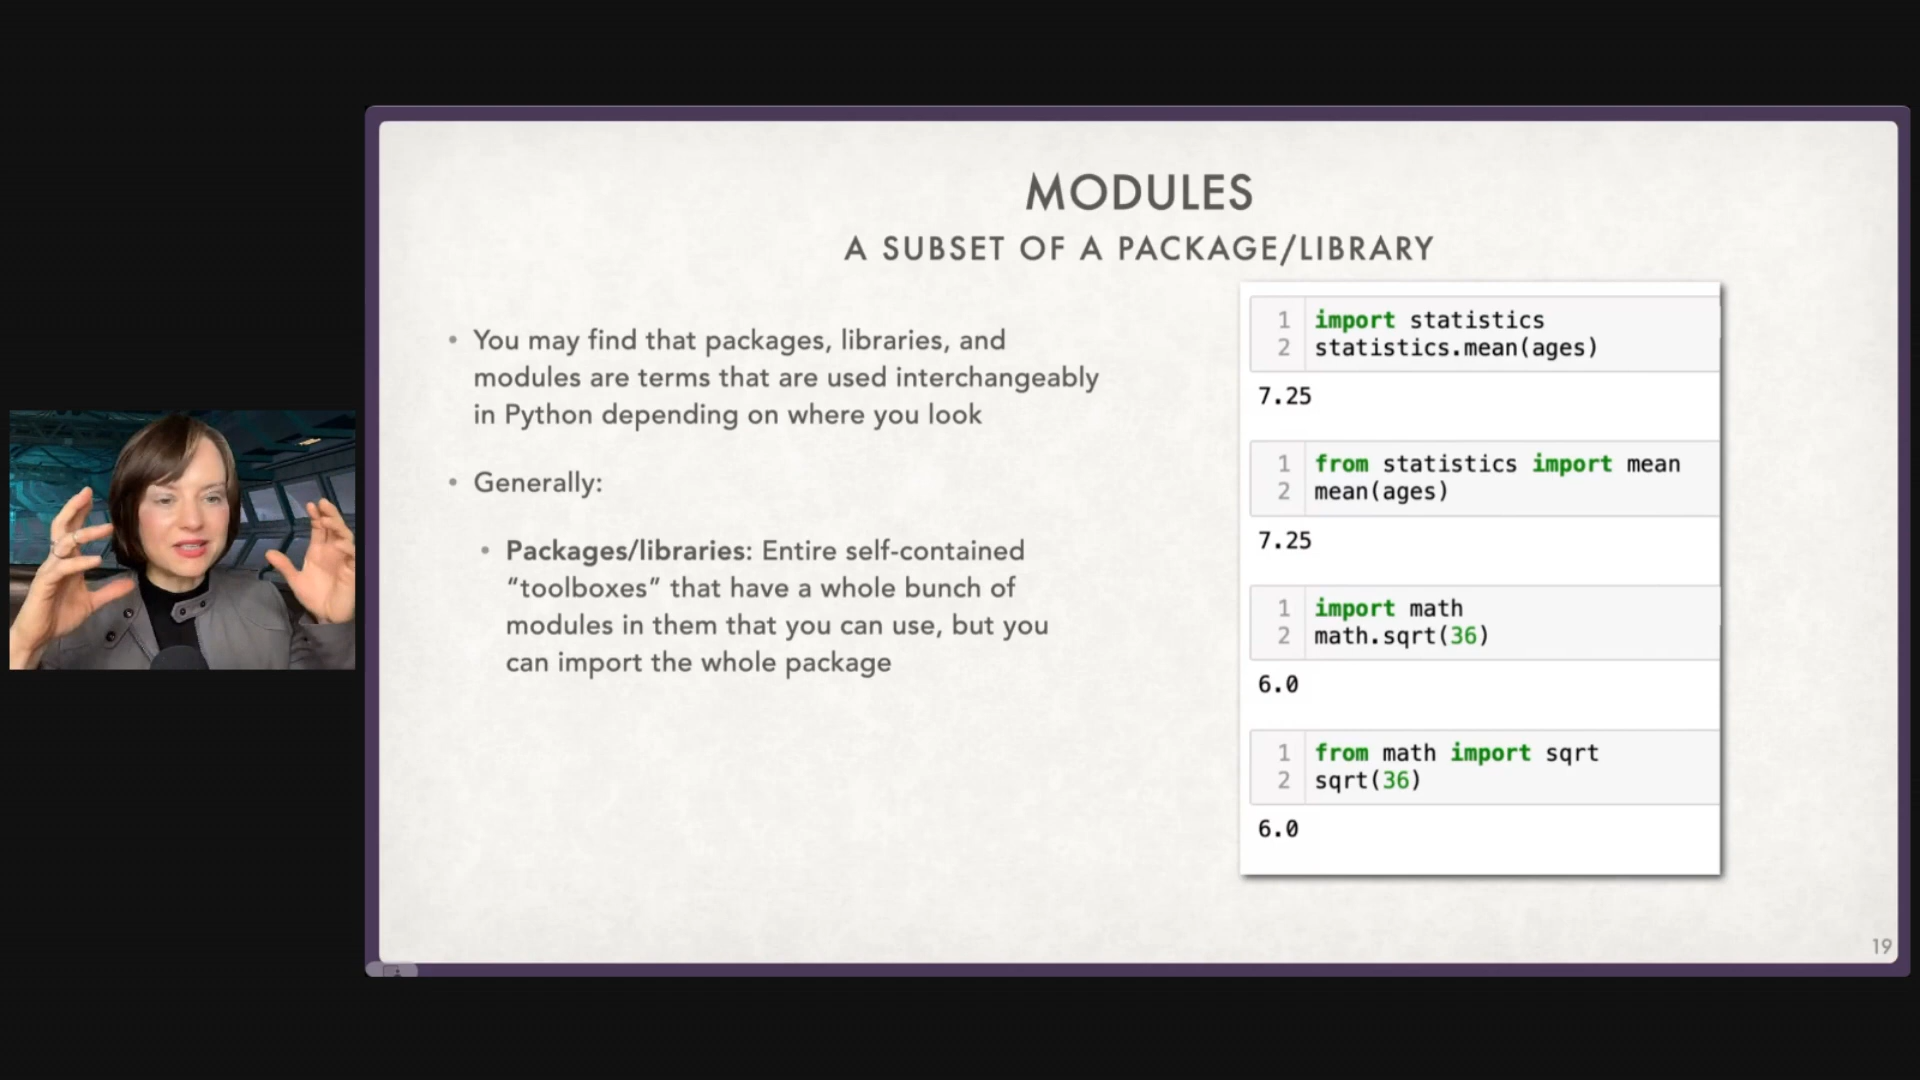 MODULES
A SUBSET OF A PACKAGE/LIBRARY
• You may find that packages, libraries, and
modules are terms that are used interchangeably
in Python depending on where you look
• Generally:
• Packages/libraries: Entire self-contained
“toolboxes” that have a whole bunch of
modules in them that you can use, but you
can import the whole package
1 import statistics
2 statistics.mean(ages)
7.25
1 from statistics import mean
2 mean(ages)
7.25
1 import math
2 math.sqrt(36)
6.0
1 from math import sqrt
2 sqrt(36)
6.0
19